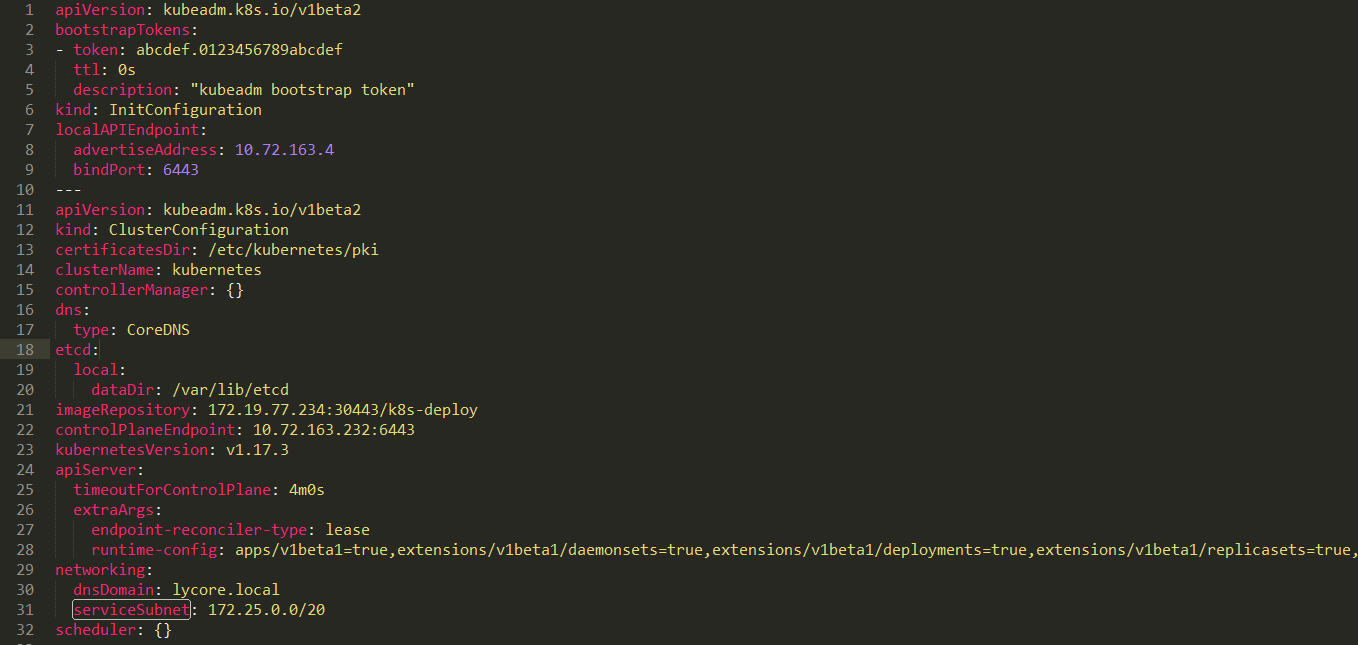 1 apiVersion: kubeadm.k8s.io/v1beta2
2 bootstrapTokens:
3 - token: abcdef.0123456789abcdef
4   ttl: 0s
5   description: "kubeadm bootstrap token"
6 kind: InitConfiguration
7 localAPIEndpoint:
8   advertiseAddress: 10.72.163.4
9   bindPort: 6443
10 ---
11 apiVersion: kubeadm.k8s.io/v1beta2
12 kind: ClusterConfiguration
13 certificatesDir: /etc/kubernetes/pki
14 clusterName: kubernetes
15 controllerManager: {}
16 dns:
17   type: CoreDNS
18 etcd:
19   local:
20     dataDir: /var/lib/etcd
21 imageRepository: 172.19.77.234:30443/k8s-deploy
22 controlPlaneEndpoint: 10.72.163.232:6443
23 kubernetesVersion: v1.17.3
24 apiServer:
25   timeoutForControlPlane: 4m0s
26   extraArgs:
27     endpoint-reconciler-type: lease
28     runtime-config: apps/v1beta1=true,extensions/v1beta1/daemonsets=true,extensions/v1beta1/deployments=true,extensions/v1beta1/replicasets=true,
29 networking:
30   dnsDomain: lycore.local
31   serviceSubnet: 172.25.0.0/20
32 scheduler: {}